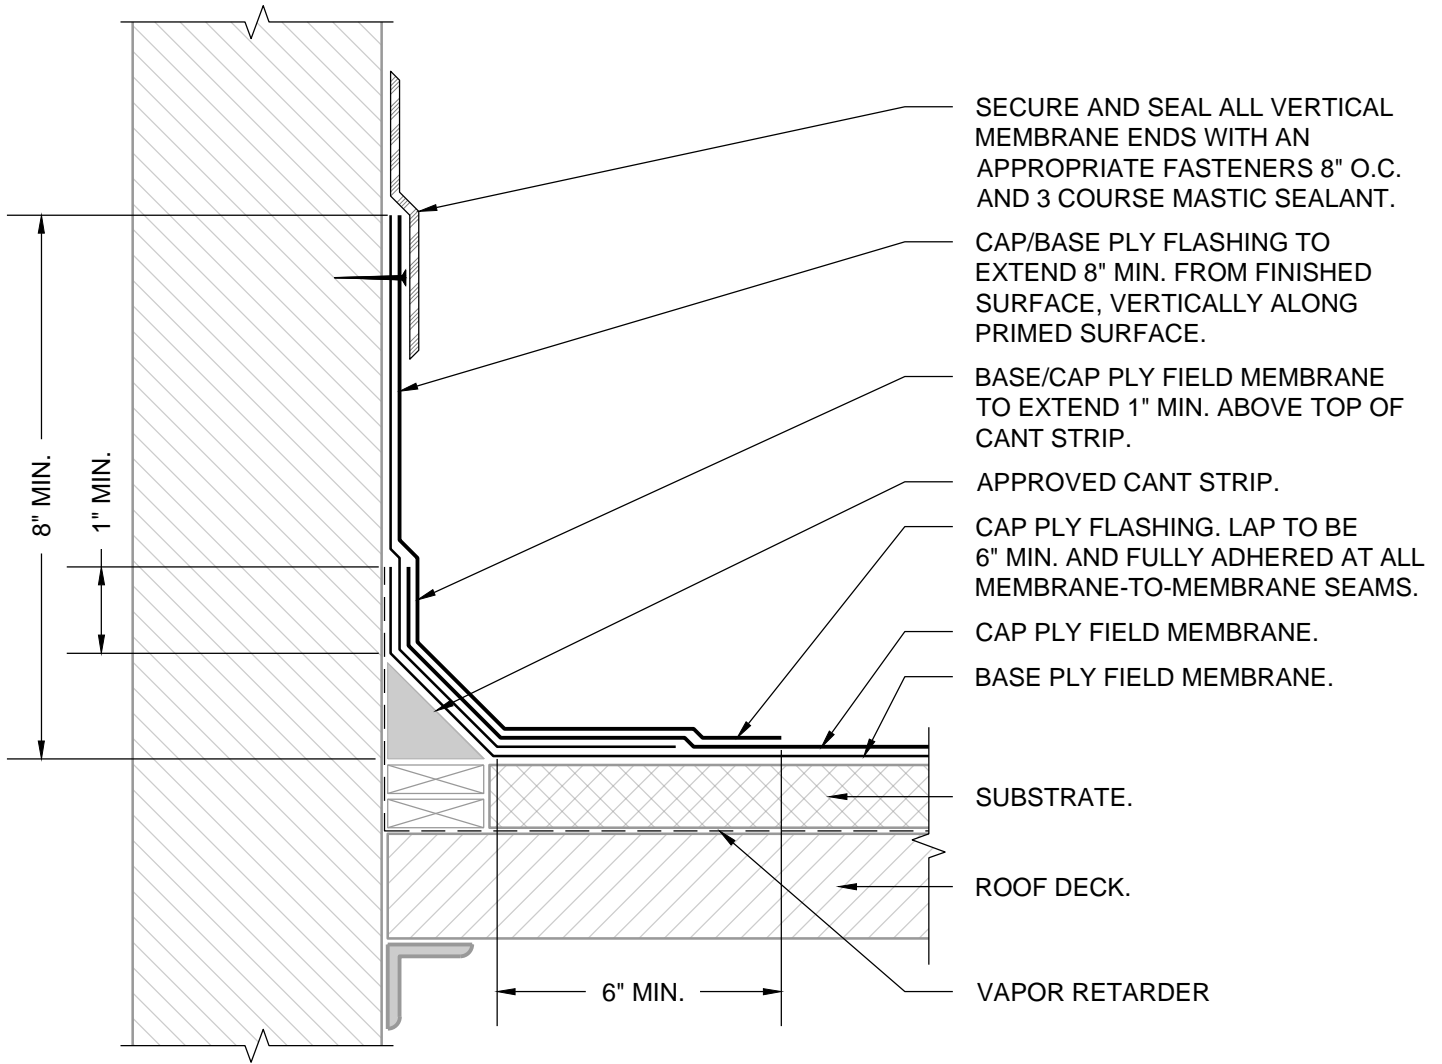 SECURE AND SEAL ALL VERTICAL
MEMBRANE ENDS WITH AN
APPROPRIATE FASTENERS 8" O.C.
AND 3 COURSE MASTIC SEALANT.
CAP/BASE PLY FLASHING TO
EXTEND 8" MIN. FROM FINISHED
SURFACE, VERTICALLY ALONG
PRIMED SURFACE.
BASE/CAP PLY FIELD MEMBRANE
TO EXTEND 1" MIN. ABOVE TOP OF
CANT STRIP.
APPROVED CANT STRIP.
CAP PLY FLASHING. LAP TO BE
6" MIN. AND FULLY ADHERED AT ALL
MEMBRANE-TO-MEMBRANE SEAMS.
CAP PLY FIELD MEMBRANE.
BASE PLY FIELD MEMBRANE.
SUBSTRATE.
ROOF DECK.
VAPOR RETARDER
8" MIN.
1" MIN.
6" MIN.